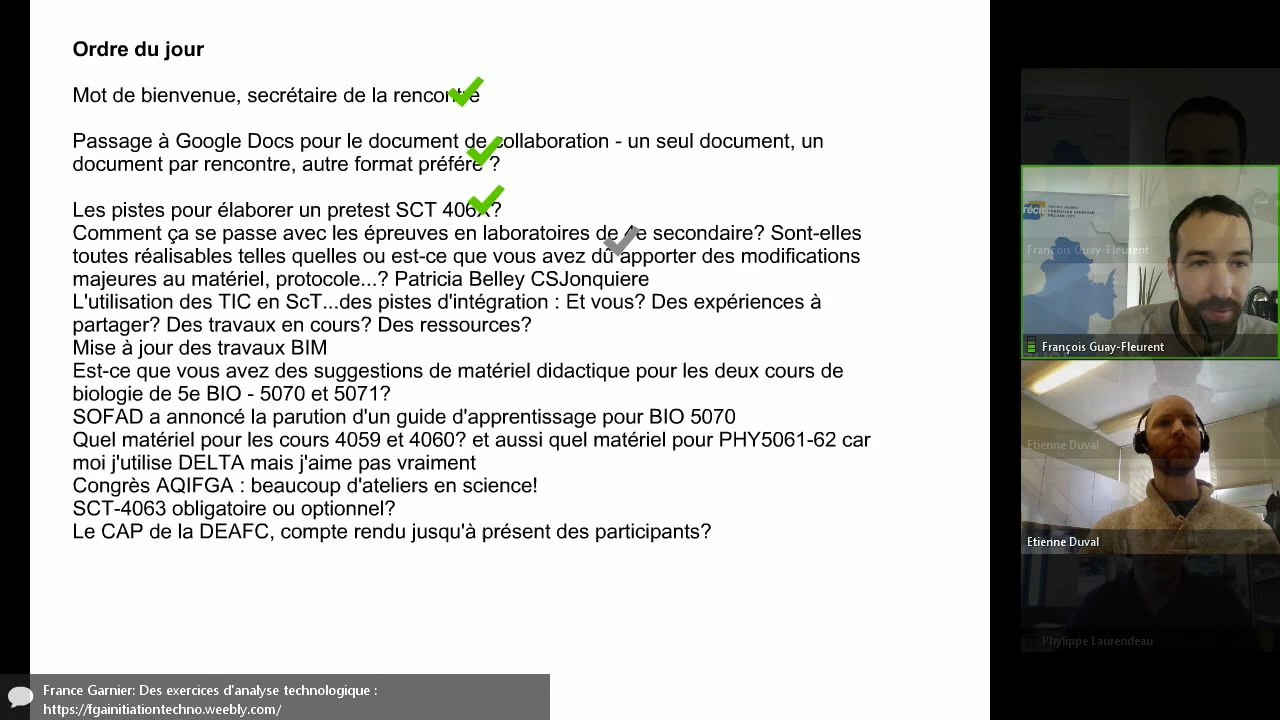 Ordre du jour
Mot de bienvenue, secrétaire de la rencontre
Passage à Google Docs pour le document de collaboration - un seul document, un
document par rencontre, autre format préféré ?
Les pistes pour élaborer un pretest SCT 406X?
Comment ça se passe avec les épreuves en laboratoires de 4e secondaire? Sont-elles
toutes réalisables telles quelles ou est-ce que vous avez dû apporter des modifications
majeures au matériel, protocole...? Patricia Belley CSJonquiere
L'utilisation des TIC en ScT...des pistes d'intégration : Et vous? Des expériences à
partager? Des travaux en cours? Des ressources?
Mise à jour des travaux BIM
Est-ce que vous avez des suggestions de matériel didactique pour les deux cours de
biologie de 5e BIO - 5070 et 5071?
SOFAD a annoncé la parution d'un guide d'apprentissage pour BIO 5070
Quel matériel pour les cours 4059 et 4060? et aussi quel matériel pour PHY5061-62 car
moi j'utilise DELTA mais j'aime pas vraiment
Congrès AQIFGA : beaucoup d'ateliers en science!
SCT-4063 obligatoire ou optionnel?
Le CAP de la DEAFC, compte rendu jusqu'à présent des participants?
récit
François Guay-Fleurent
François Guay-Fleurent
Etienne Duval
Etienne Duval
Phylippe Laurendeau
France Garnier: Des exercices d'analyse technologique :
https://fgainitiationtechno.weebly.com/